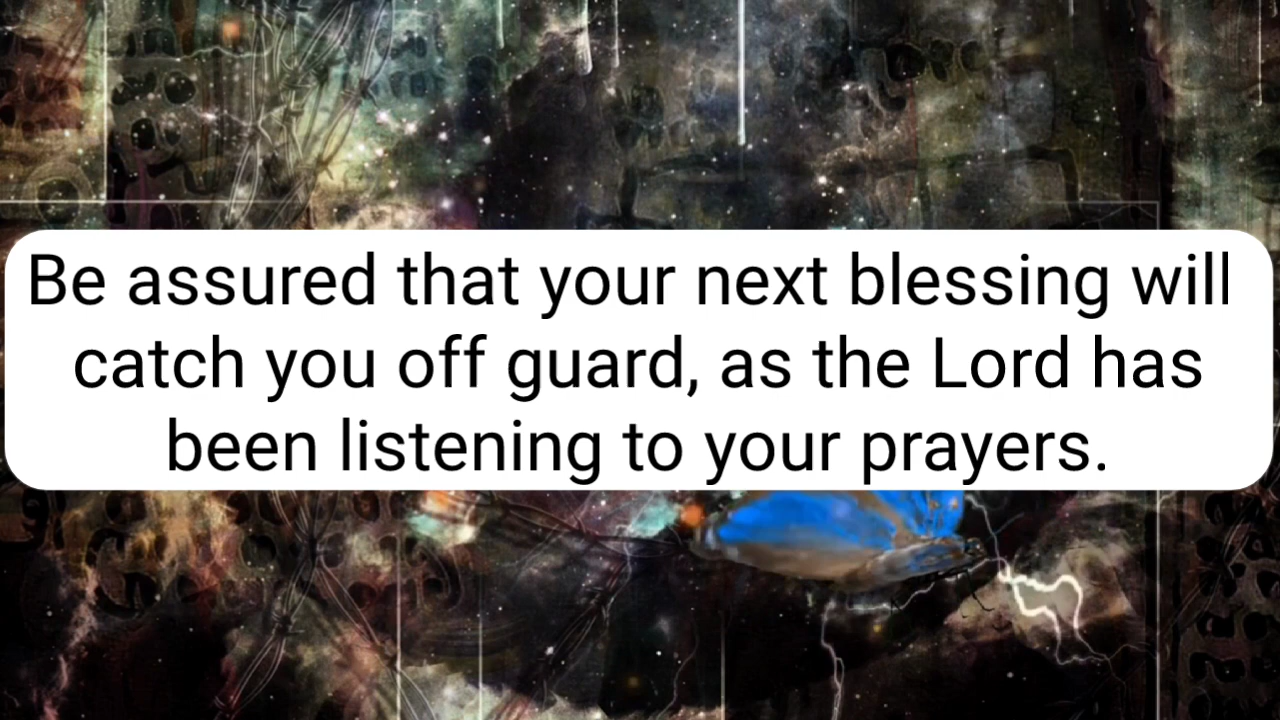 Be assured that your next blessing will
catch you off guard, as the Lord has
been listening to your prayers.